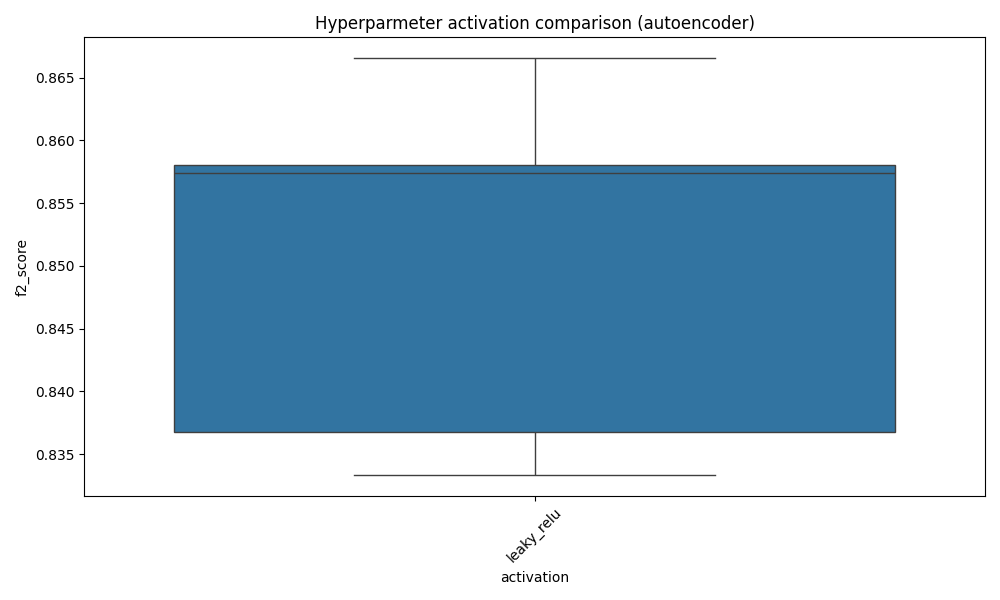 Hyperparmeter activation comparison (autoencoder)
0.865
0.860
0.855
0.850
0.845
0.840
0.835
f2_score
leaky_relu
activation